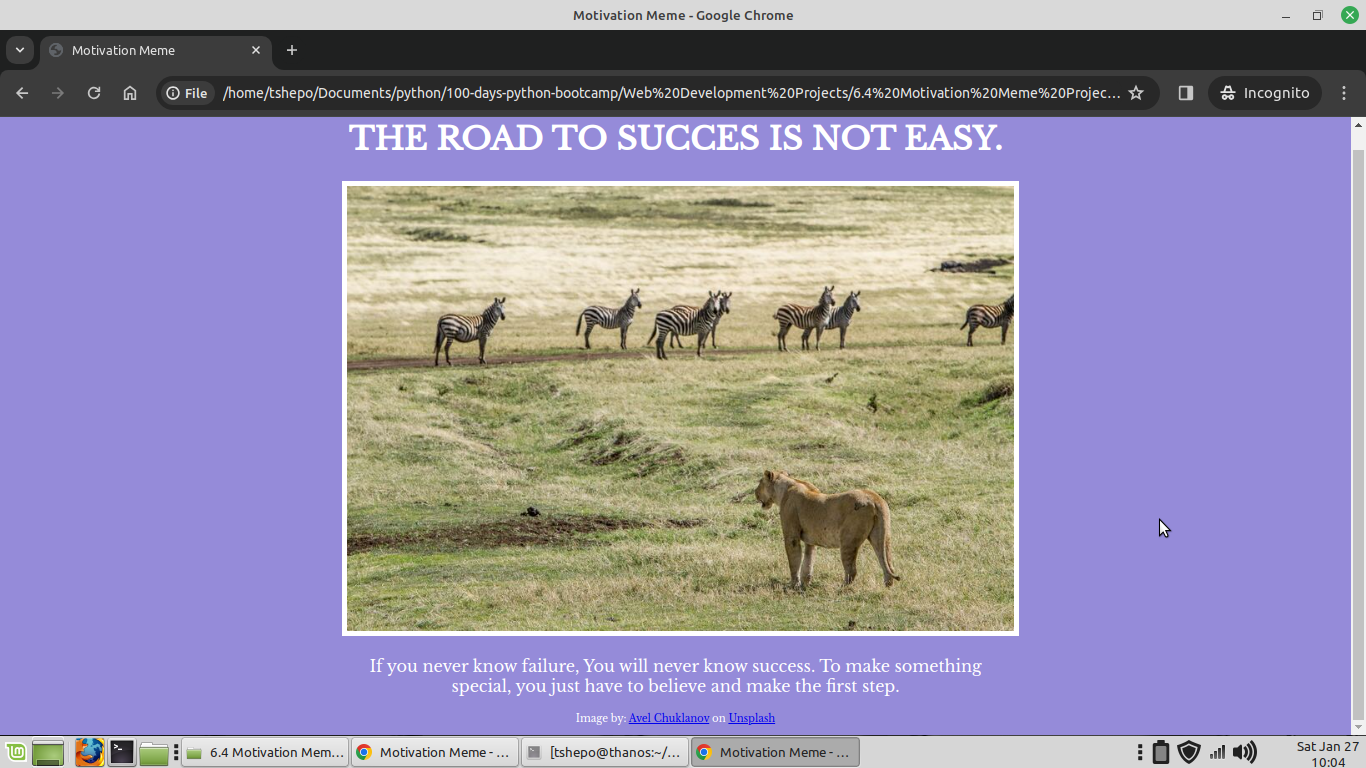 Motivation Meme - Google Chrome
Motivation Meme
File
/home/tshepo/Documents/python/100-days-python-bootcamp/Web%20Development%20Projects/6.4%20Motivation%20Meme%20Projec...
Incognito
THE ROAD TO SUCCES IS NOT EASY.
If you never know failure, You will never know success. To make something
special, you just have to believe and make the first step.
Image by: Avel Chuklanov on Unsplash
6.4 Motivation Mem...
Motivation Meme - ...
[tshepo@thanos:~/...
Motivation Meme - ...
Sat Jan 27
10:04